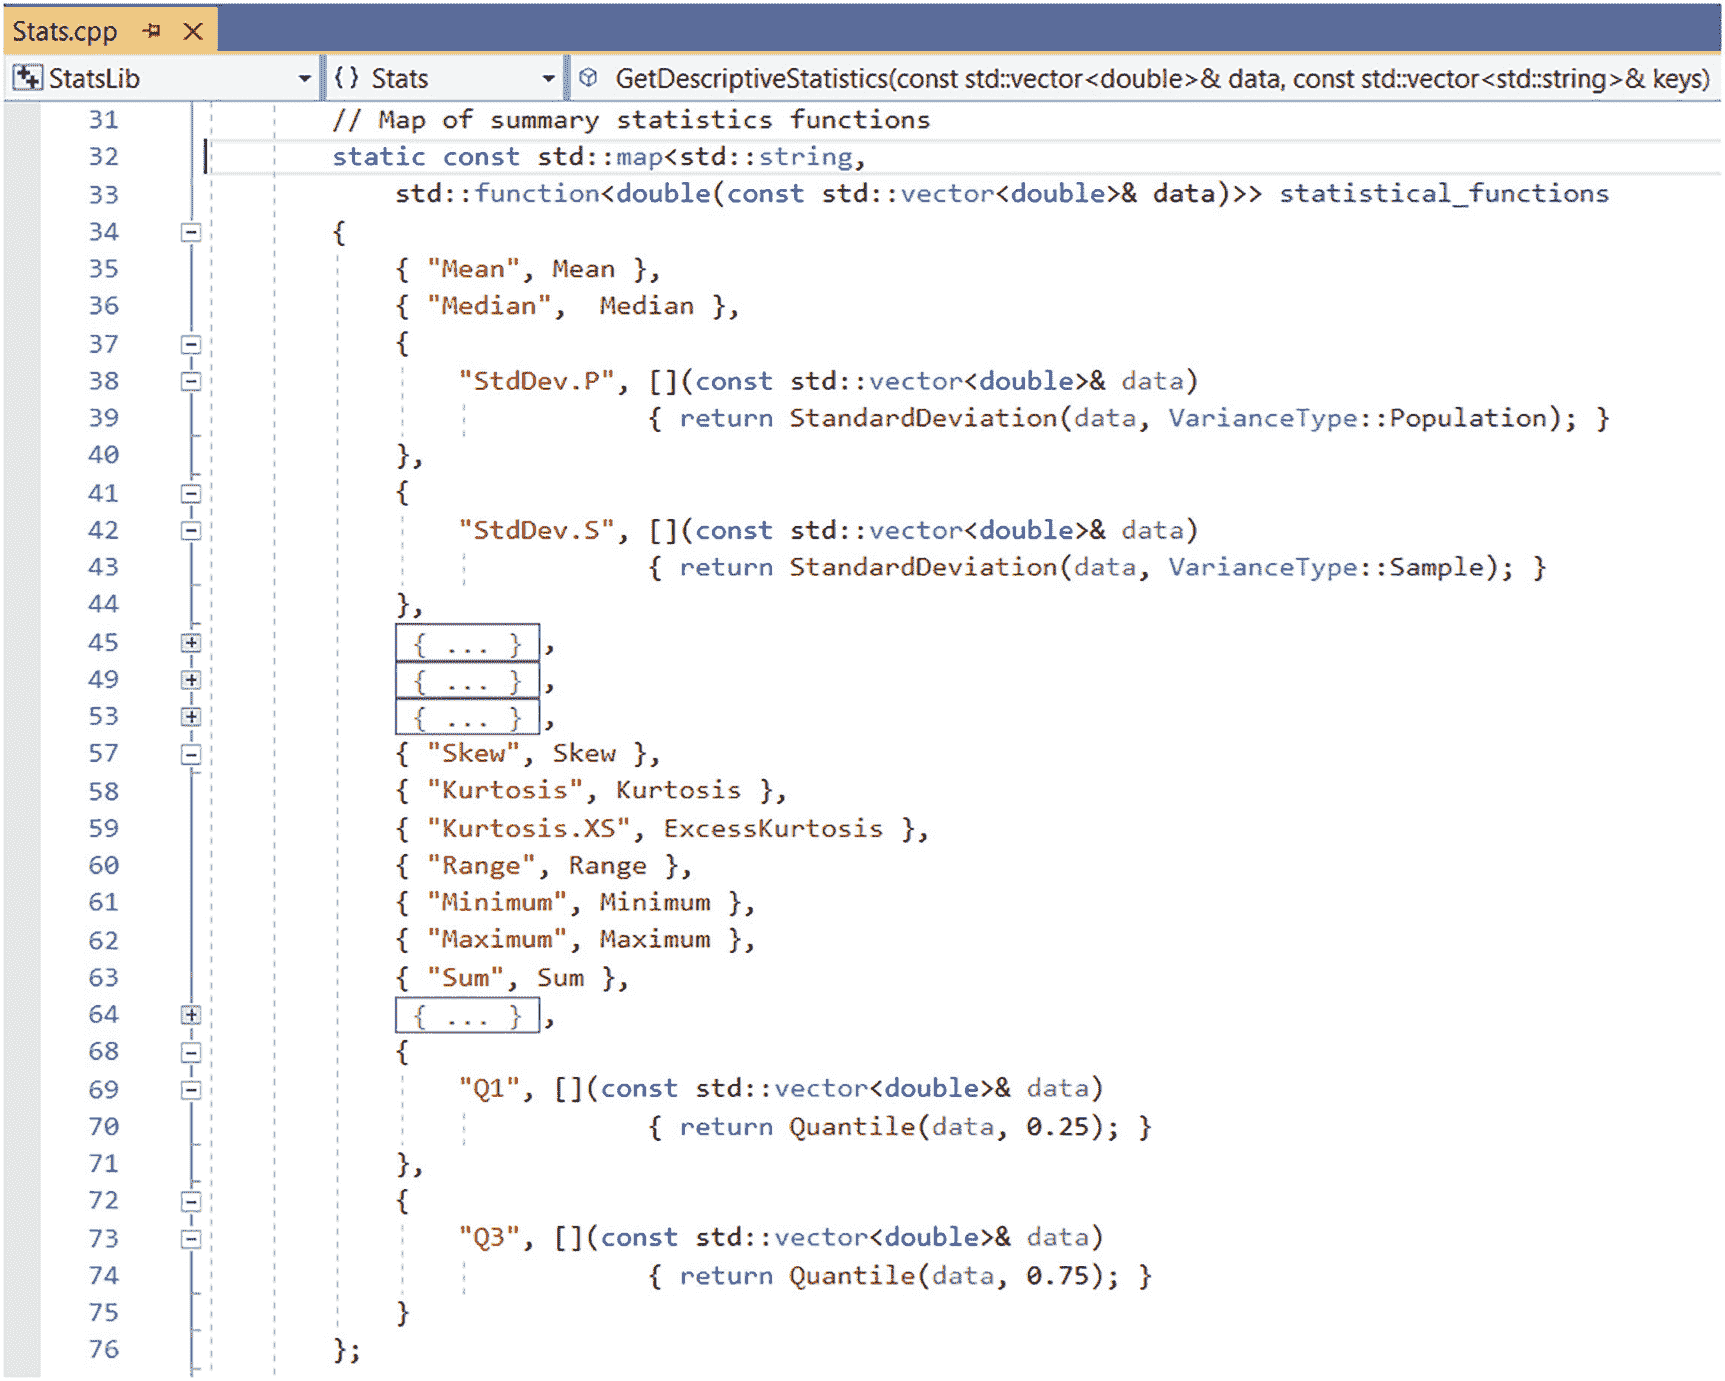 Stats.cpp
StatsLib {} Stats GetDescriptiveStatistics(const std::vector<double>& data, const std::vector<std::string>& keys)
31 // Map of summary statistics functions
32 static const std::map<std::string,
33 std::function<double(const std::vector<double>& data)>> statistical_functions
34 {
35 { "Mean", Mean },
36 { "Median",  Median },
37 {
38 "StdDev.P", [](const std::vector<double>& data)
39 { return StandardDeviation(data, VarianceType::Population); }
40 },
41 {
42 "StdDev.S", [](const std::vector<double>& data)
43 { return StandardDeviation(data, VarianceType::Sample); }
44 },
45 { ... },
49 { ... },
53 { ... },
57 { "Skew", Skew },
58 { "Kurtosis", Kurtosis },
59 { "Kurtosis.XS", ExcessKurtosis },
60 { "Range", Range },
61 { "Minimum", Minimum },
62 { "Maximum", Maximum },
63 { "Sum", Sum },
64 { ... },
68 {
69 "Q1", [](const std::vector<double>& data)
70 { return Quantile(data, 0.25); }
71 },
72 {
73 "Q3", [](const std::vector<double>& data)
74 { return Quantile(data, 0.75); }
75 }
76 };